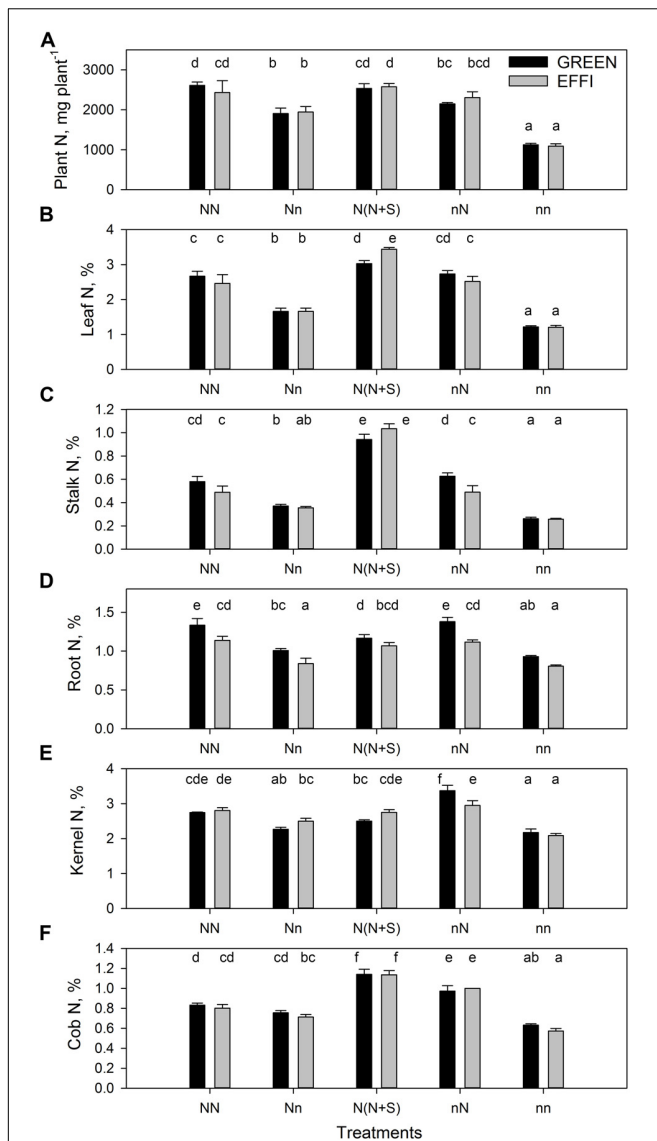 A
d cd b b cd d bc bcd
GREEN
EFFI
a a
3000
2000
1000
0
Plant N, mg plant⁻¹
NN Nn N(N+S) nN nn
B
c c b b d e cd c
a a
4
3
2
1
0
Leaf N, %
NN Nn N(N+S) nN nn
C
cd c b ab e e d c a a
1.2
1.0
0.8
0.6
0.4
0.2
0.0
Stalk N, %
NN Nn N(N+S) nN nn
D
e cd bc a d bcd e cd ab a
1.5
1.0
0.5
0.0
Root N, %
NN Nn N(N+S) nN nn
E
cde de ab bc bc cde f e a a
4
3
2
1
0
Kernel N, %
NN Nn N(N+S) nN nn
F
d cd cd bc f f e e ab a
1.4
1.2
1.0
0.8
0.6
0.4
0.2
0.0
Cob N, %
NN Nn N(N+S) nN nn
Treatments